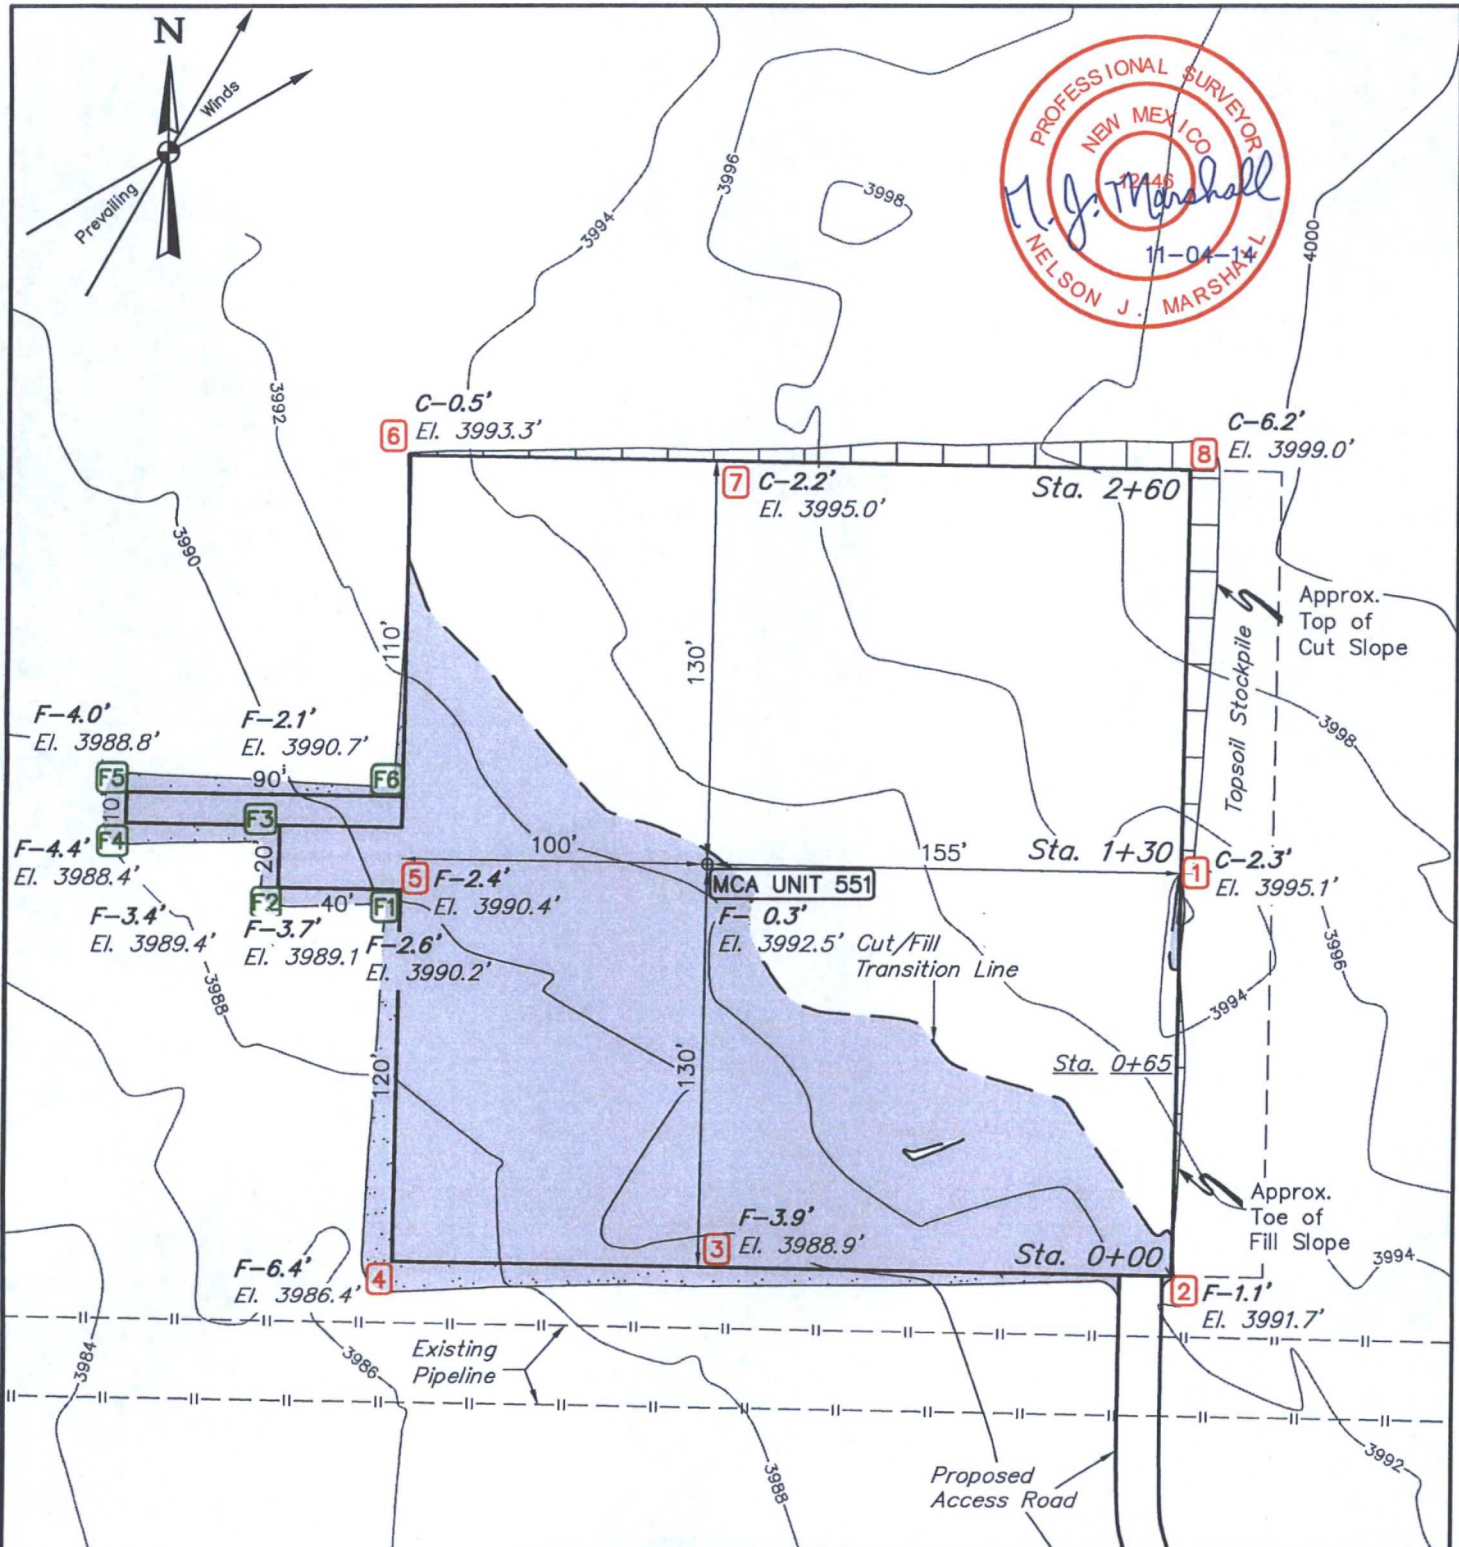 N
Winds
Prevailing
PROFESSIONAL SURVEYOR
NEW MEXICO
12446
N. J. Marshall
11-04-14
NELSON J. MARSHALL
3996
3998
3994
4000
3992
3990
C-0.5'
6
El. 3993.3'
C-6.2'
8
El. 3999.0'
7
C-2.2'
El. 3995.0'
Sta. 2+60
Approx.
Top of
Cut Slope
Topsoil Stockpile
3998
110'
130'
F-4.0'
El. 3988.8'
F-2.1'
El. 3990.7'
F5
90'
F6
10'
F3
F4
20'
100'
155'
Sta. 1+30
1
C-2.3'
El. 3995.1'
F-4.4'
El. 3988.4'
5
F-2.4'
El. 3990.4'
MCA UNIT 551
F- 0.3'
El. 3992.5'
F2
40'
F1
F-3.4'
El. 3989.4'
F-3.7'
El. 3989.1
F-2.6'
El. 3990.2'
Cut/Fill
Transition Line
3996
3994
3988
120'
130'
Sta. 0+65
Approx.
Toe of
Fill Slope
F-3.9'
3
El. 3988.9'
Sta. 0+00
3994
F-6.4'
El. 3986.4'
4
2
F-1.1'
El. 3991.7'
Existing
Pipeline
3984
3986
3988
3992
Proposed
Access Road